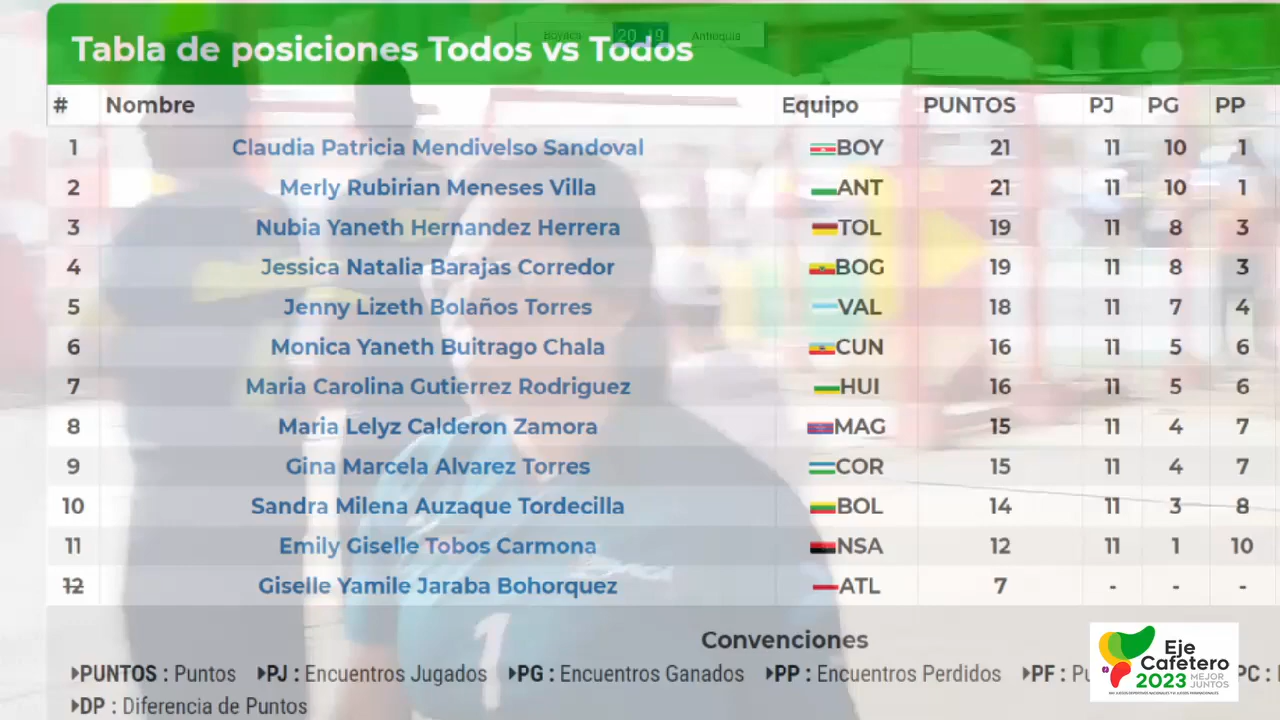 Boyacá 20 19 Antioquia
Tabla de posiciones Todos vs Todos
# Nombre Equipo PUNTOS PJ PG PP
1 Claudia Patricia Mendivelso Sandoval BOY 21 11 10 1
2 Merly Rubirian Meneses Villa ANT 21 11 10 1
3 Nubia Yaneth Hernandez Herrera TOL 19 11 8 3
4 Jessica Natalia Barajas Corredor BOG 19 11 8 3
5 Jenny Lizeth Bolaños Torres VAL 18 11 7 4
6 Monica Yaneth Buitrago Chala CUN 16 11 5 6
7 Maria Carolina Gutierrez Rodriguez HUI 16 11 5 6
8 Maria Lelyz Calderon Zamora MAG 15 11 4 7
9 Gina Marcela Alvarez Torres COR 15 11 4 7
10 Sandra Milena Auzaque Tordecilla BOL 14 11 3 8
11 Emily Giselle Tobos Carmona NSA 12 11 1 10
12 Giselle Yamile Jaraba Bohorquez ATL 7 - - -
1
Convenciones
PUNTOS : Puntos PJ : Encuentros Jugados PG : Encuentros Ganados PP : Encuentros Perdidos PF : Pu PC :
DP : Diferencia de Puntos
Eje
Cafetero
2023 MEJOR JUNTOS